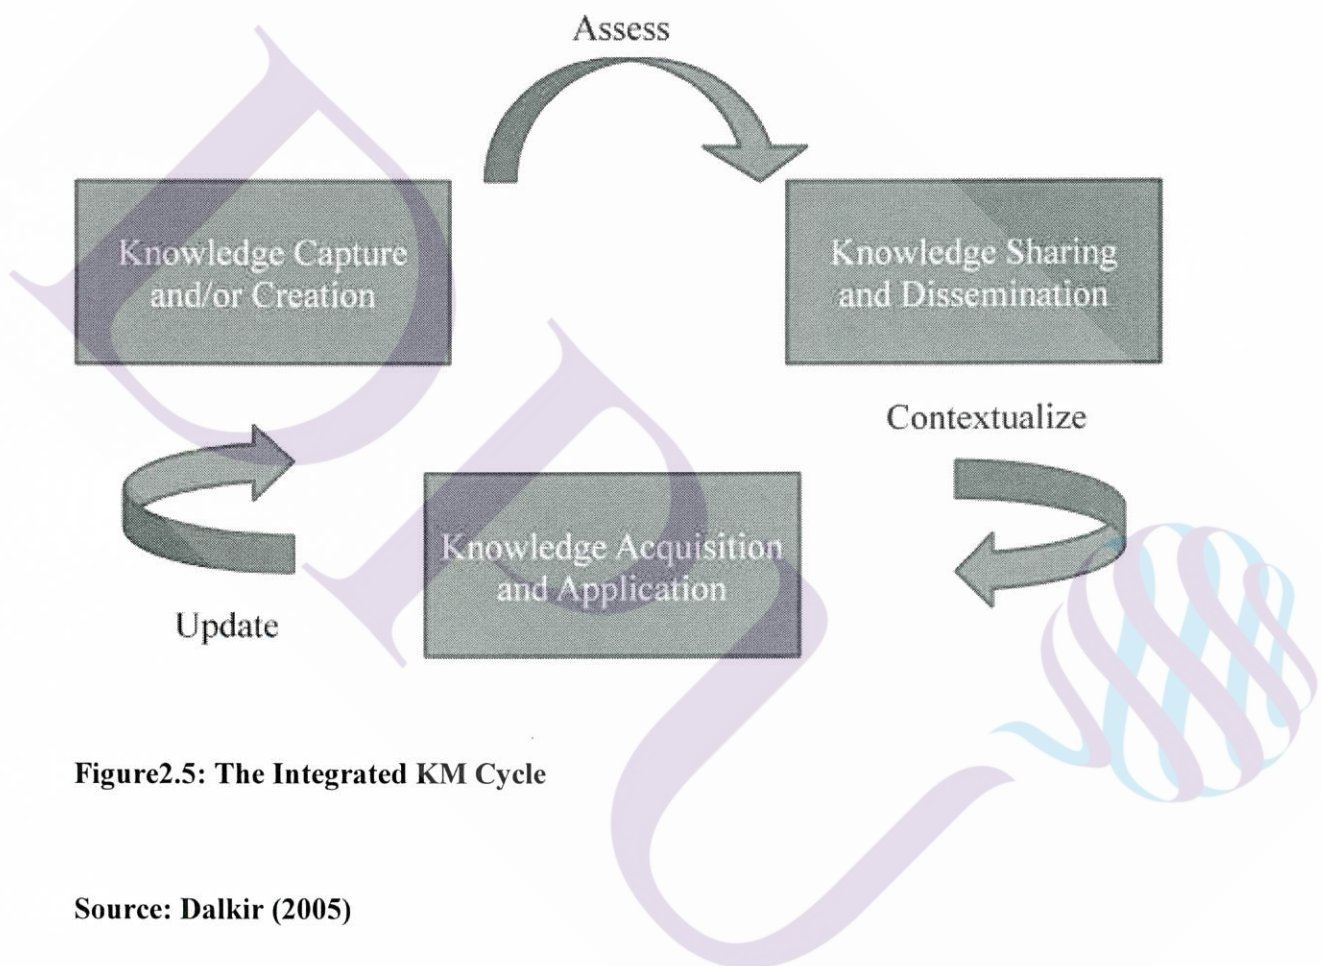 Assess
Knowledge Capture
and/or Creation
Knowledge Sharing
and Dissemination
Contextualize
Knowledge Acquisition
and Application
Update
Figure2.5: The Integrated KM Cycle
Source: Dalkir (2005)
DPU